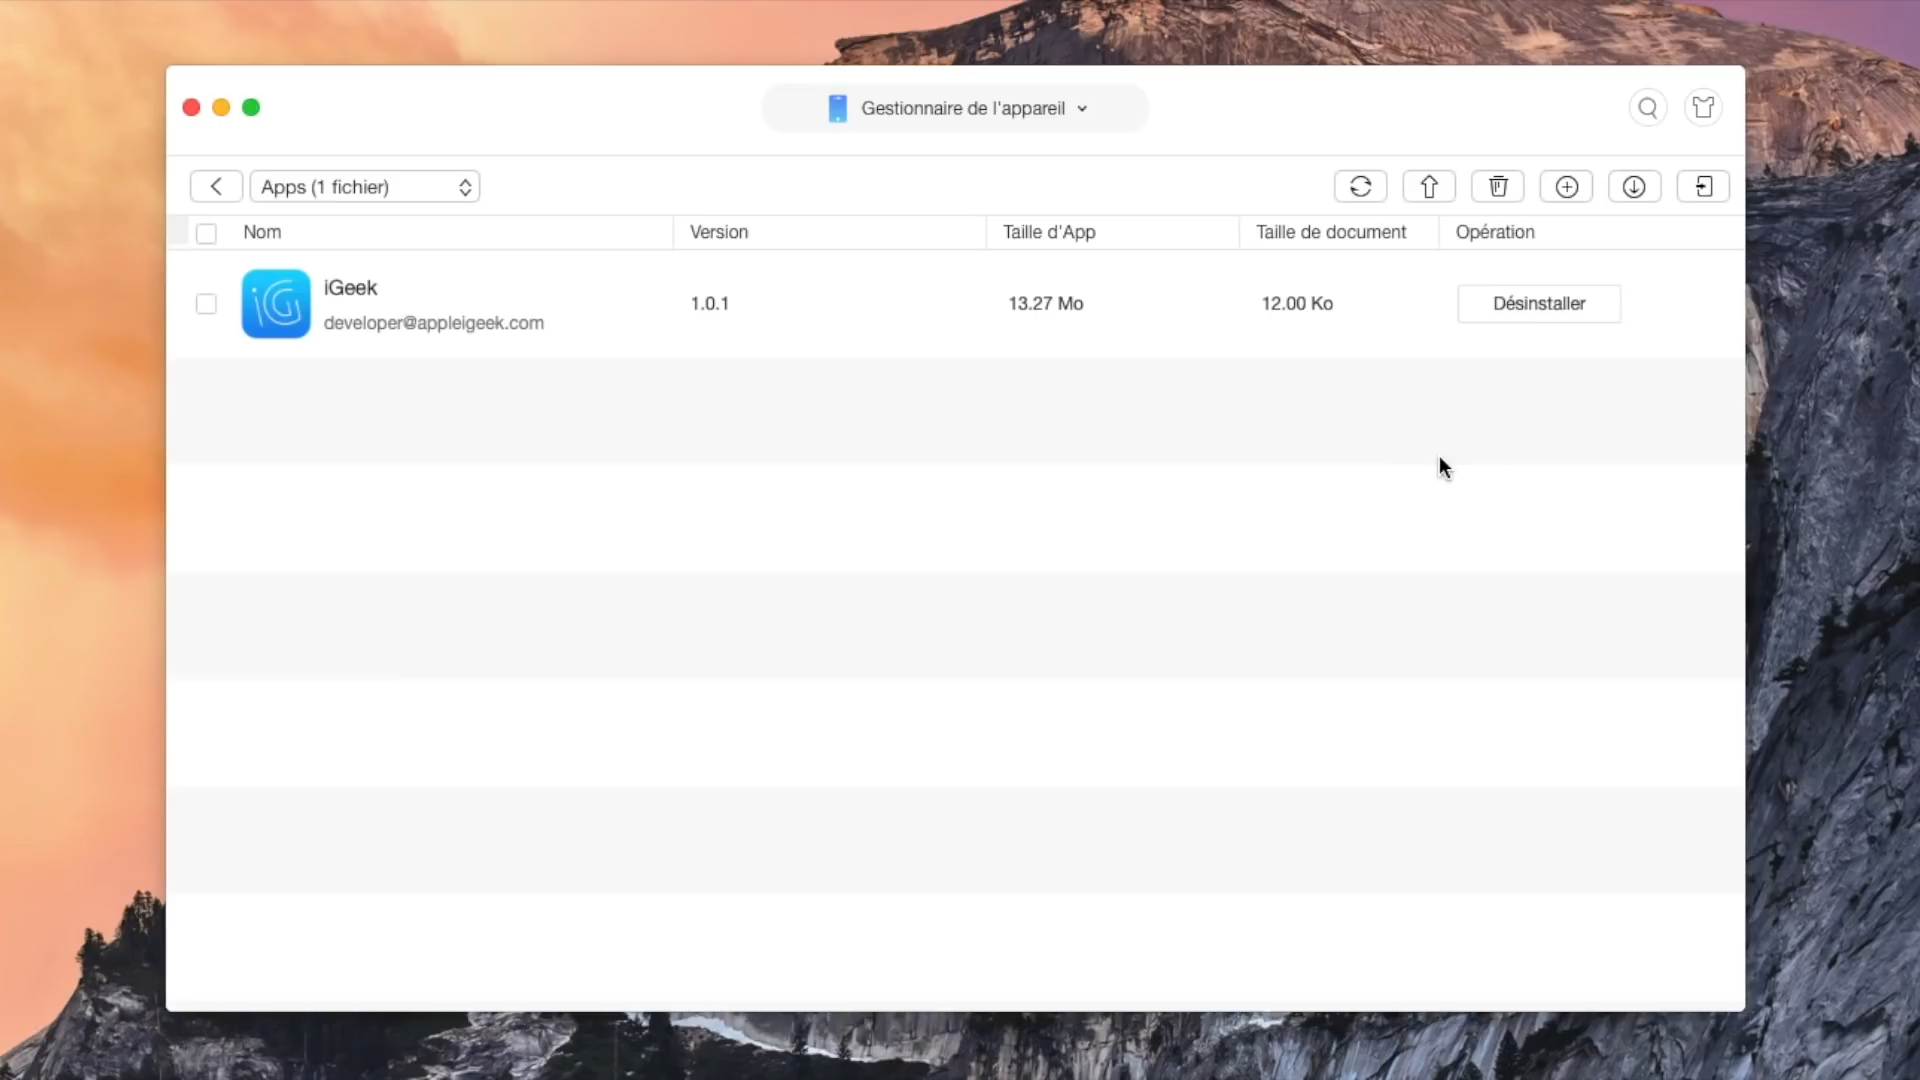 Gestionnaire de l'appareil
Apps (1 fichier)
Nom Version Taille d'App Taille de document Opération
iG
iGeek
developer@appleigeek.com
1.0.1 13.27 Mo 12.00 Ko Désinstaller